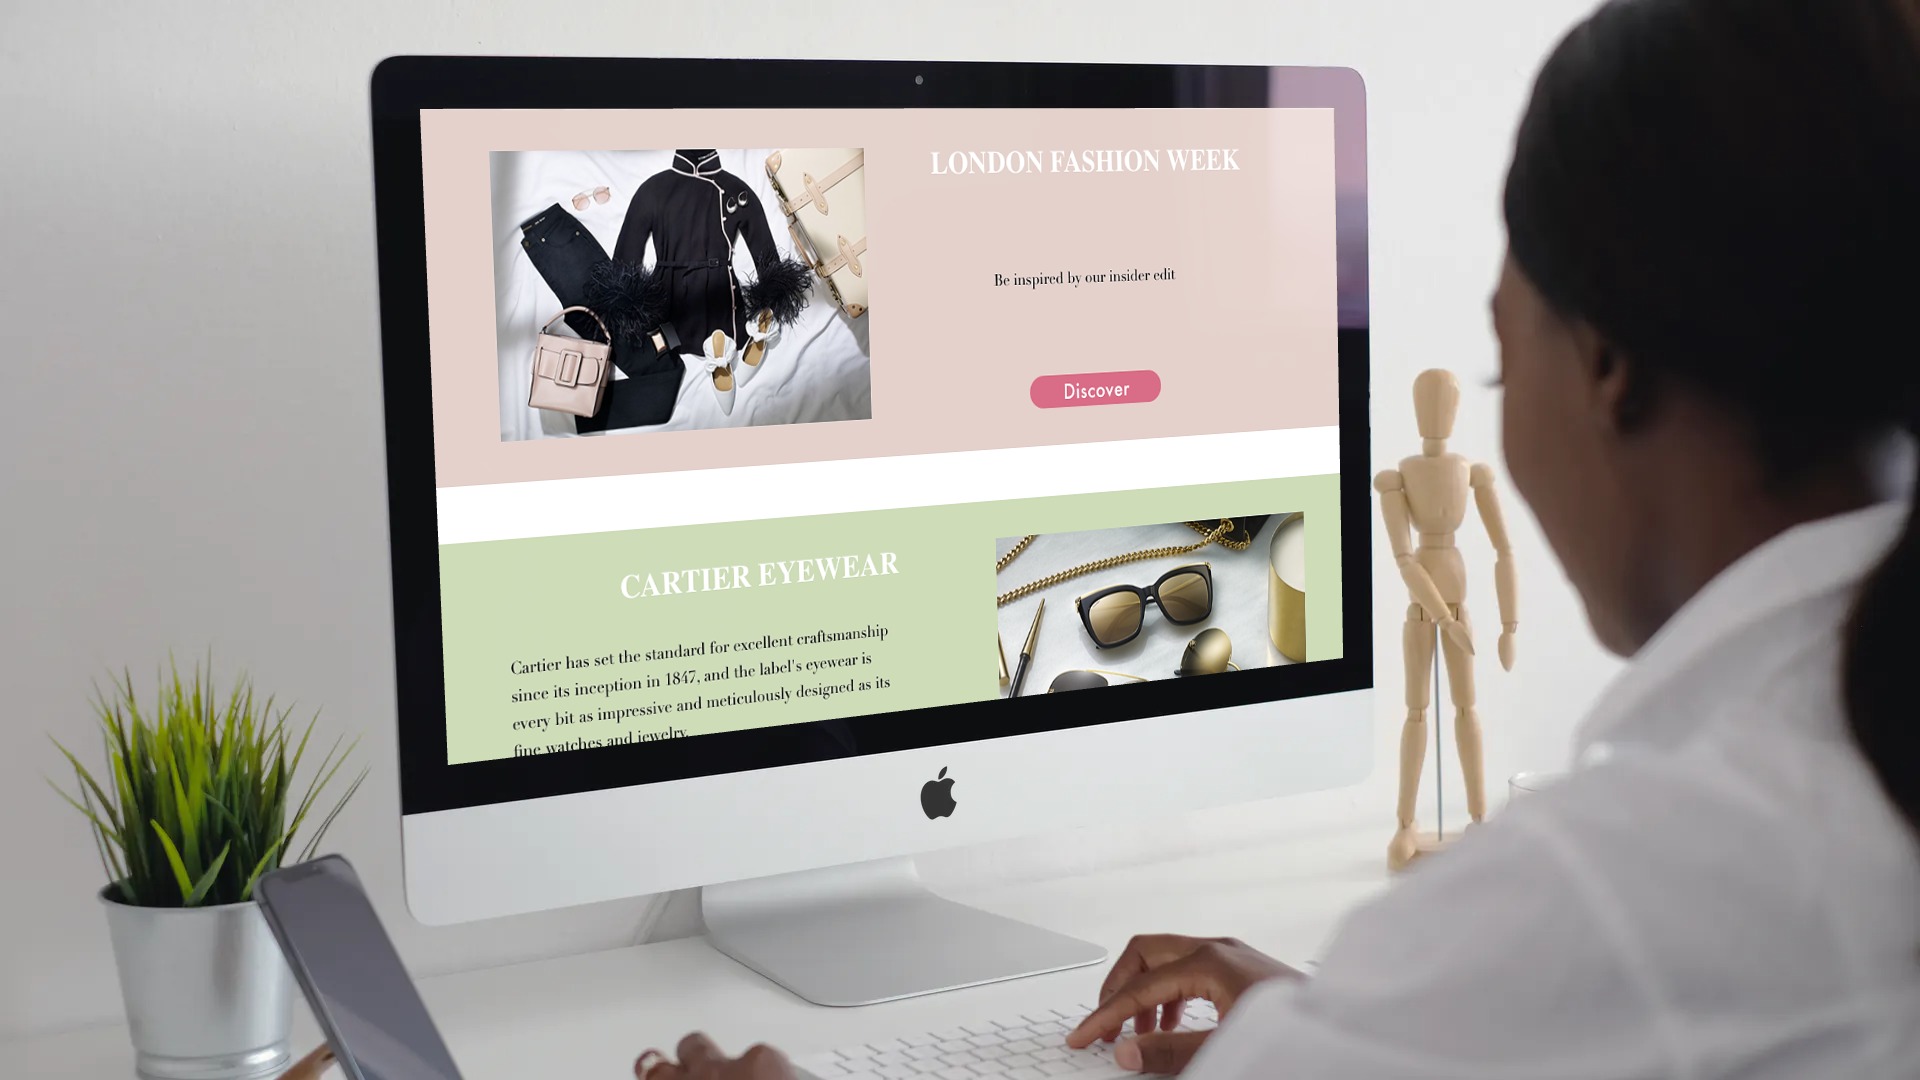 LONDON FASHION WEEK
Be inspired by our insider edit
Discover
CARTIER EYEWEAR
Cartier has set the standard for excellent craftsmanship
since its inception in 1847, and the label's eyewear is
every bit as impressive and meticulously designed as its
fine watches and jewelry.